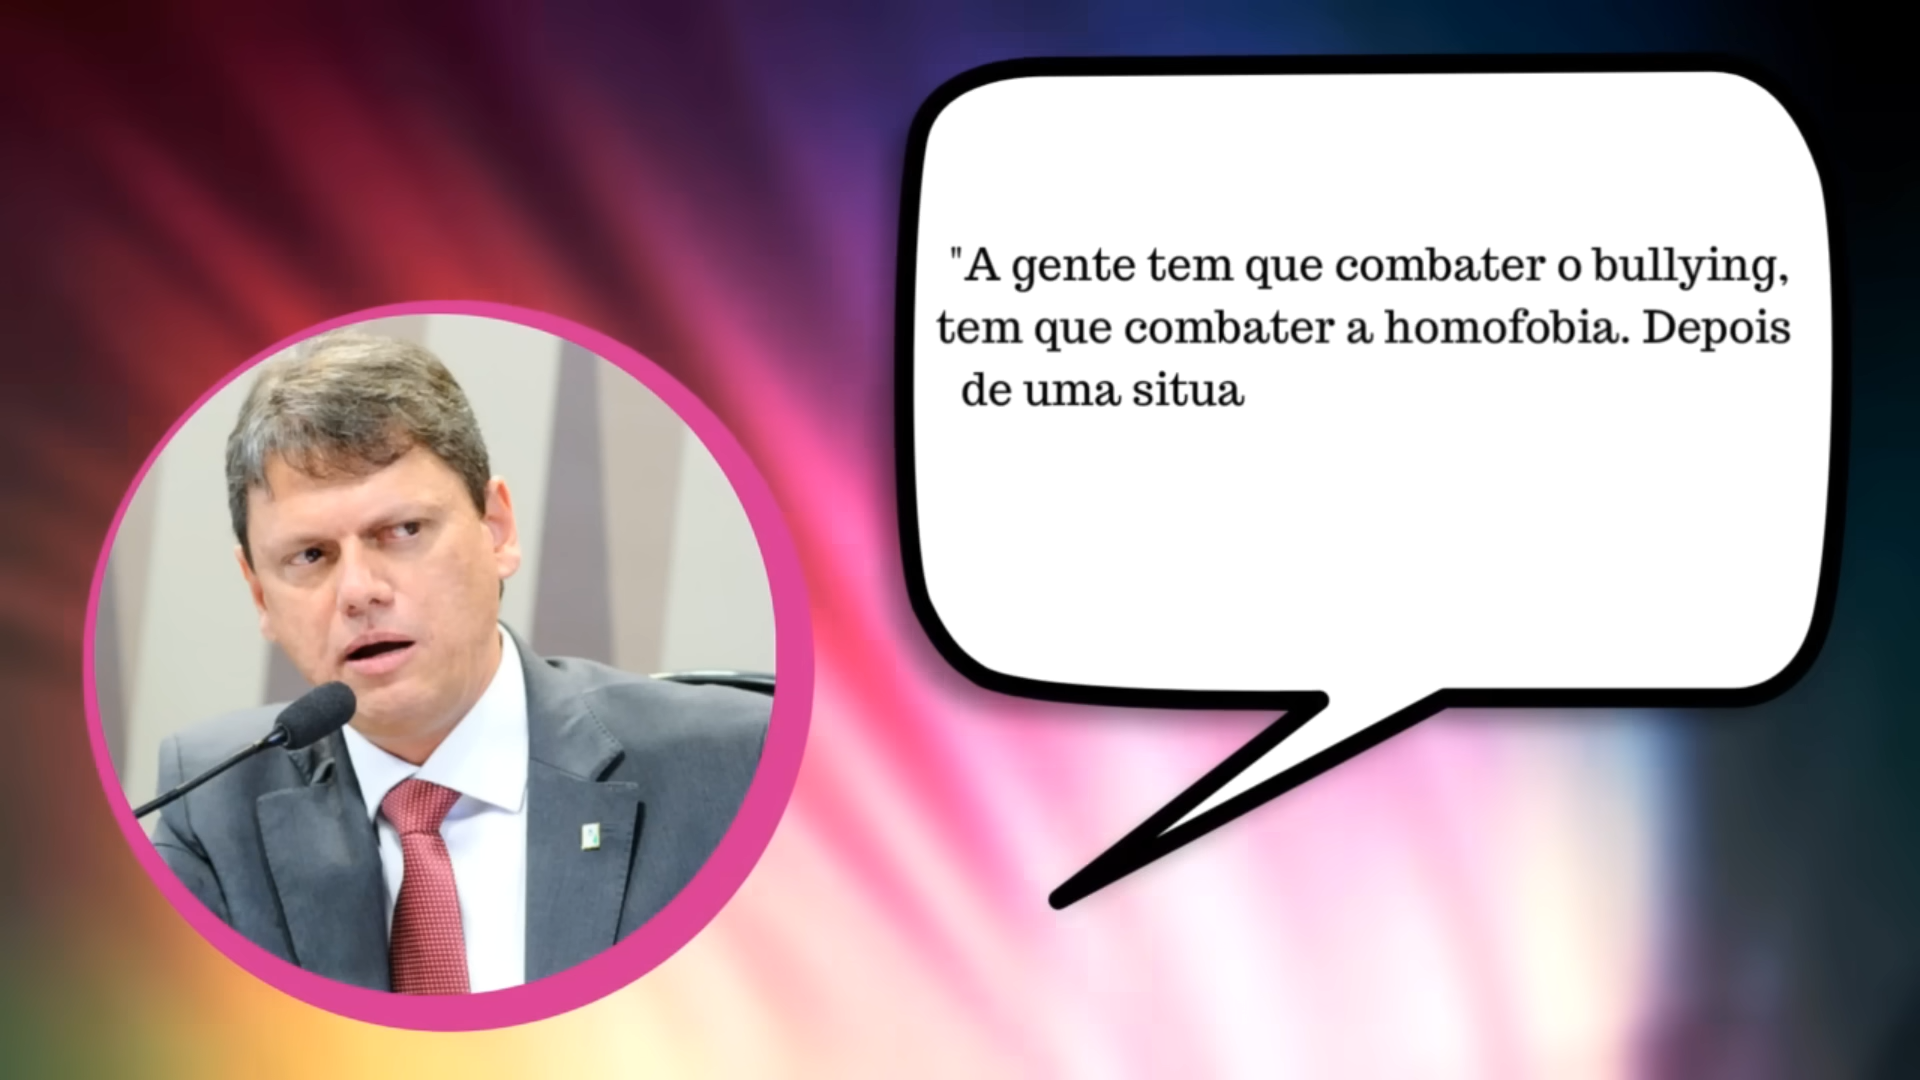 "A gente tem que combater o bullying,
tem que combater a homofobia. Depois
de uma situa